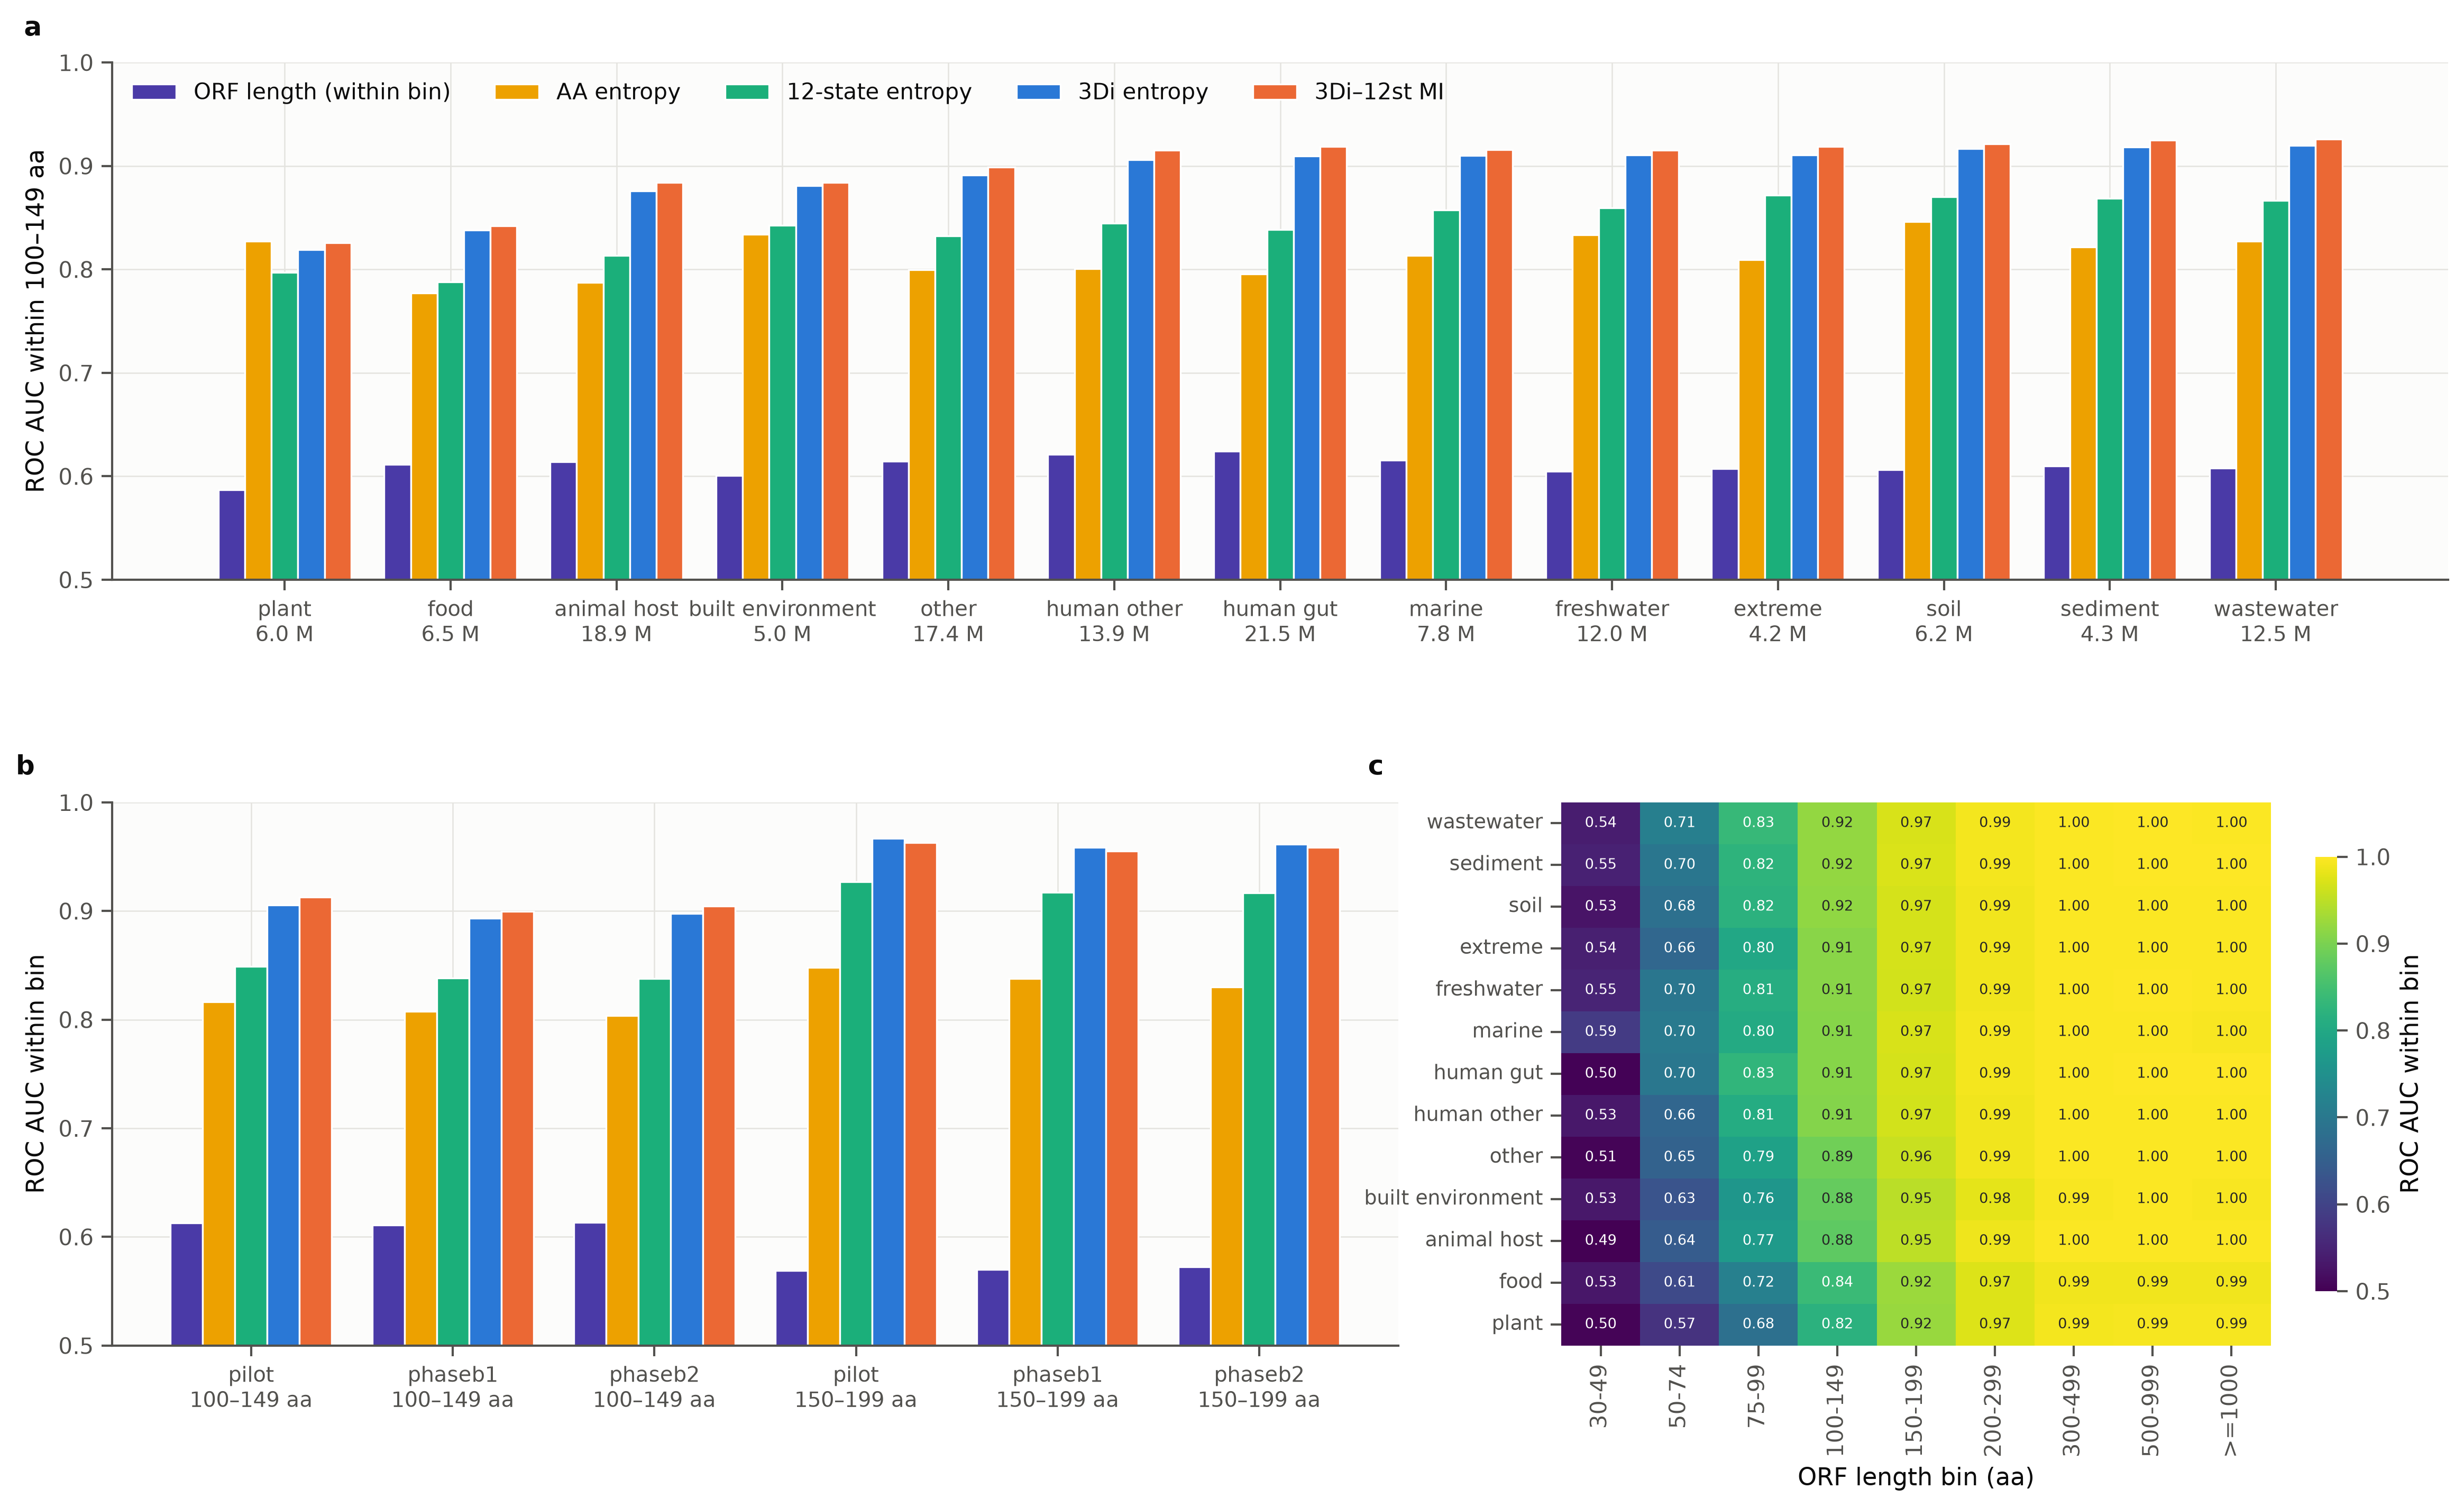 a
ROC AUC within 100–149 aa
1.0
0.9
0.8
0.7
0.6
0.5
ORF length (within bin) AA entropy 12-state entropy 3Di entropy 3Di–12st MI
plant food animal host built environment other human other human gut marine freshwater extreme soil sediment wastewater
6.0 M 6.5 M 18.9 M 5.0 M 17.4 M 13.9 M 21.5 M 7.8 M 12.0 M 4.2 M 6.2 M 4.3 M 12.5 M
b
ROC AUC within bin
1.0
0.9
0.8
0.7
0.6
0.5
pilot phaseb1 phaseb2 pilot phaseb1 phaseb2
100–149 aa 100–149 aa 100–149 aa 150–199 aa 150–199 aa 150–199 aa
c
wastewater 0.54 0.71 0.83 0.92 0.97 0.99 1.00 1.00 1.00
sediment 0.55 0.70 0.82 0.92 0.97 0.99 1.00 1.00 1.00
soil 0.53 0.68 0.82 0.92 0.97 0.99 1.00 1.00 1.00
extreme 0.54 0.66 0.80 0.91 0.97 0.99 1.00 1.00 1.00
freshwater 0.55 0.70 0.81 0.91 0.97 0.99 1.00 1.00 1.00
marine 0.59 0.70 0.80 0.91 0.97 0.99 1.00 1.00 1.00
human gut 0.50 0.70 0.83 0.91 0.97 0.99 1.00 1.00 1.00
human other 0.53 0.66 0.81 0.91 0.97 0.99 1.00 1.00 1.00
other 0.51 0.65 0.79 0.89 0.96 0.99 1.00 1.00 1.00
built environment 0.53 0.63 0.76 0.88 0.95 0.98 0.99 1.00 1.00
animal host 0.49 0.64 0.77 0.88 0.95 0.99 1.00 1.00 1.00
food 0.53 0.61 0.72 0.84 0.92 0.97 0.99 0.99 0.99
plant 0.50 0.57 0.68 0.82 0.92 0.97 0.99 0.99 0.99
30-49 50-74 75-99 100-149 150-199 200-299 300-499 500-999 >=1000
ORF length bin (aa)
1.0
0.9
0.8
0.7
0.6
0.5
ROC AUC within bin